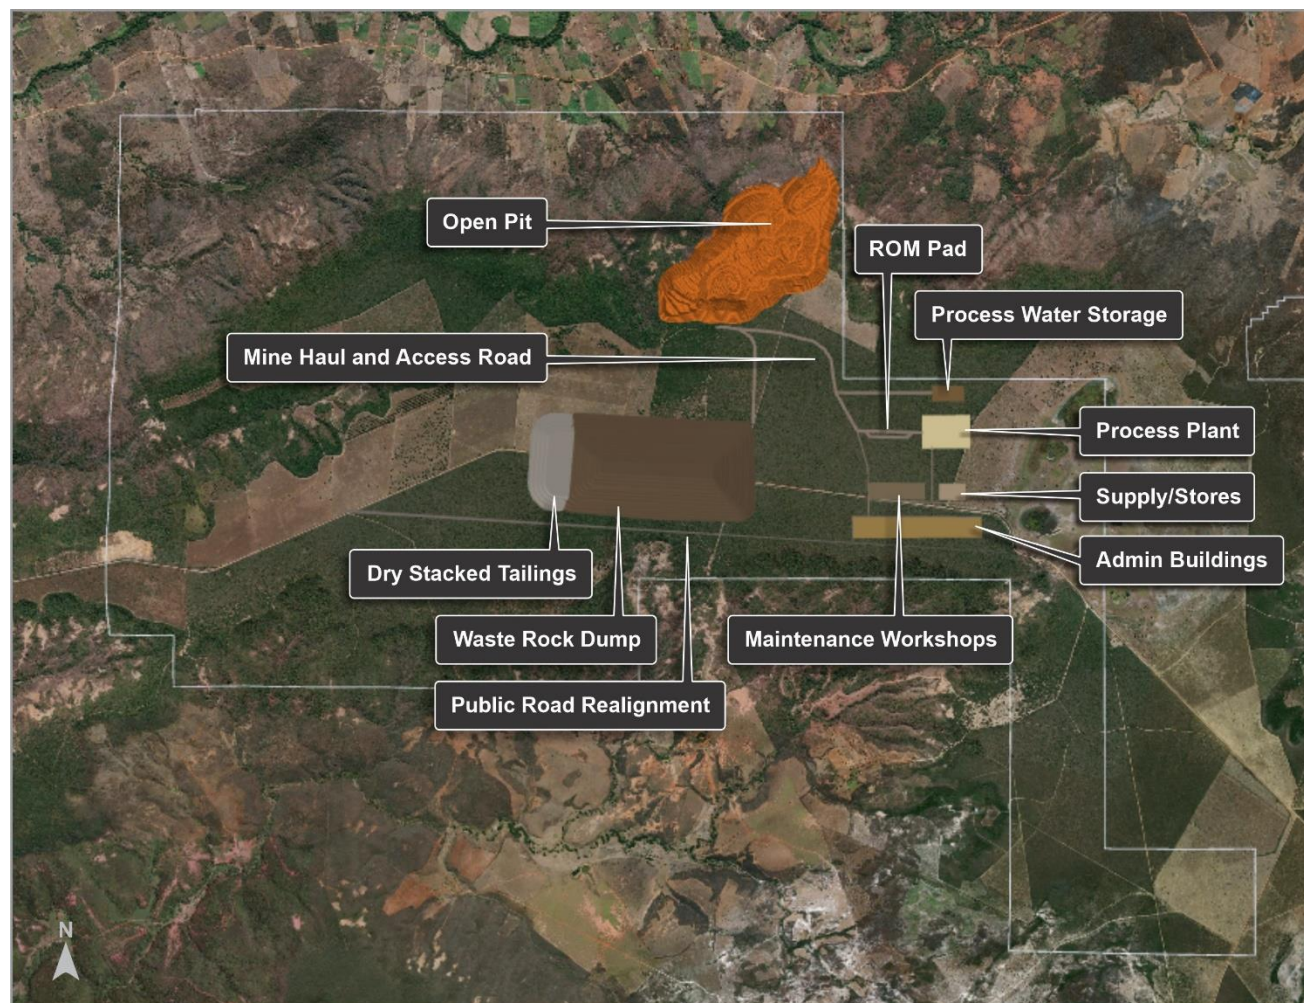 Open Pit
ROM Pad
Process Water Storage
Mine Haul and Access Road
Process Plant
Supply/Stores
Admin Buildings
Dry Stacked Tailings
Waste Rock Dump
Maintenance Workshops
Public Road Realignment
N